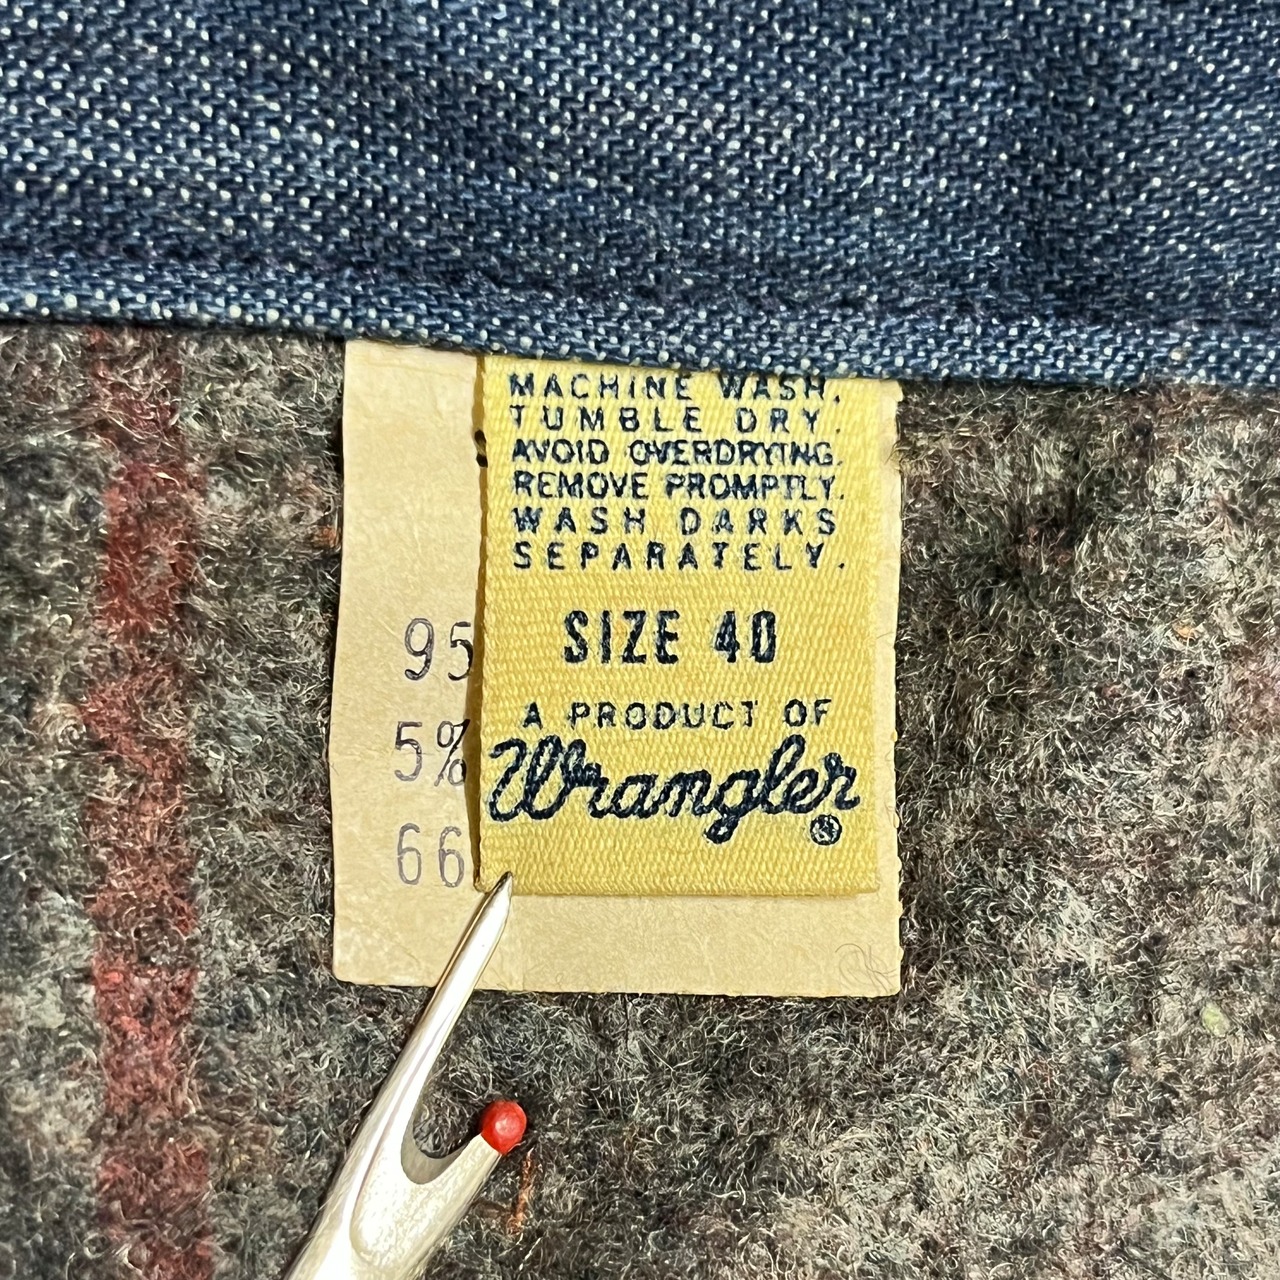 MACHINE WASH.
TUMBLE DRY.
AVOID OVERDRYING.
REMOVE PROMPTLY.
WASH DARKS
SEPARATELY.
SIZE 40
A PRODUCT OF
Wrangler
®
95
5%
66